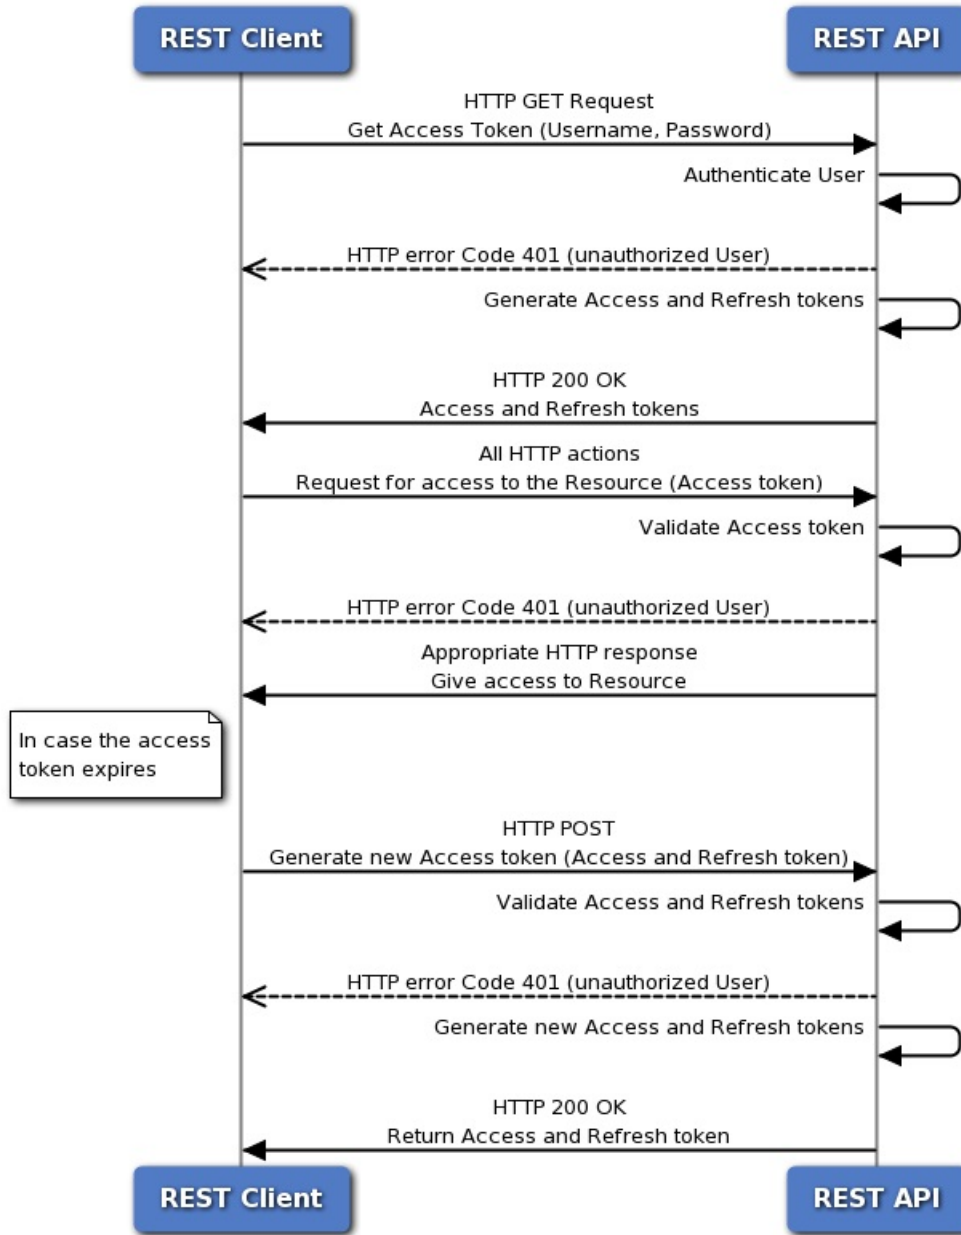 REST Client
REST API
HTTP GET Request
Get Access Token (Username, Password)
Authenticate User
HTTP error Code 401 (unauthorized User)
Generate Access and Refresh tokens
HTTP 200 OK
Access and Refresh tokens
All HTTP actions
Request for access to the Resource (Access token)
Validate Access token
HTTP error Code 401 (unauthorized User)
Appropriate HTTP response
Give access to Resource
In case the access
token expires
HTTP POST
Generate new Access token (Access and Refresh token)
Validate Access and Refresh tokens
HTTP error Code 401 (unauthorized User)
Generate new Access and Refresh tokens
HTTP 200 OK
Return Access and Refresh token
REST Client
REST API